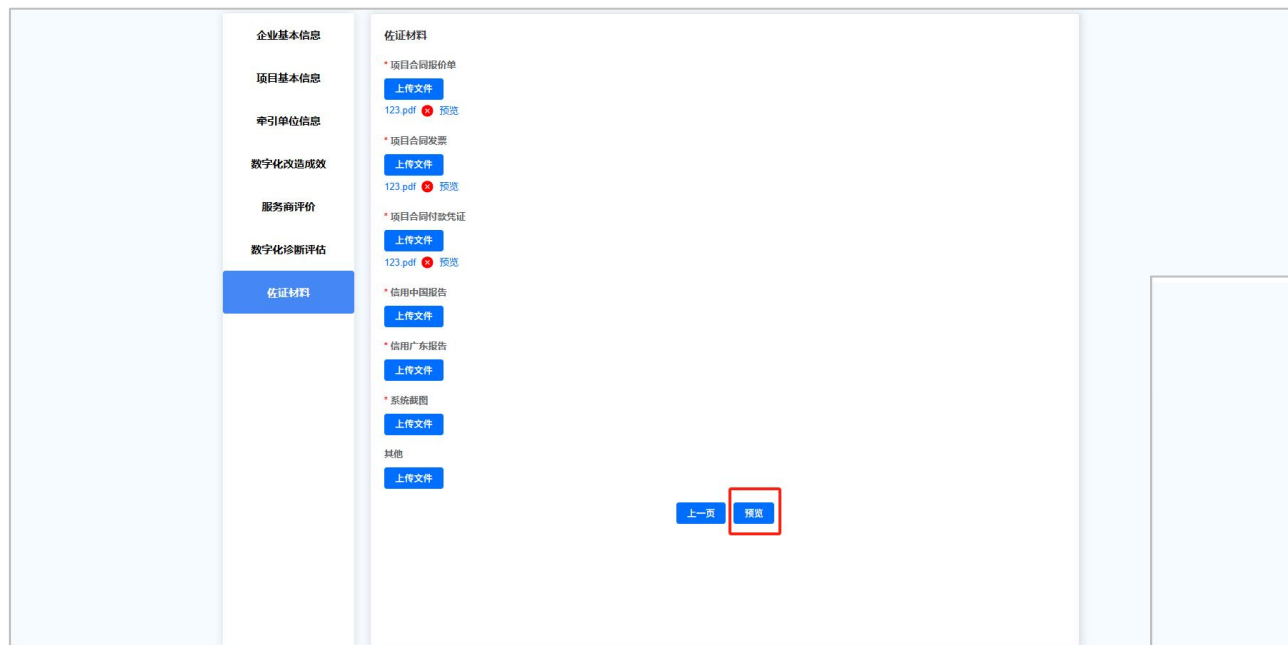 企业基本信息
项目基本信息
牵引单位信息
数字化改造成效
服务商评价
数字化诊断评估
佐证材料
佐证材料
* 项目合同报价单
上传文件
123.pdf 预览
* 项目合同发票
上传文件
123.pdf 预览
* 项目合同付款凭证
上传文件
123.pdf 预览
* 信用中国报告
上传文件
* 信用广东报告
上传文件
* 系统截图
上传文件
其他
上传文件
上一页 预览